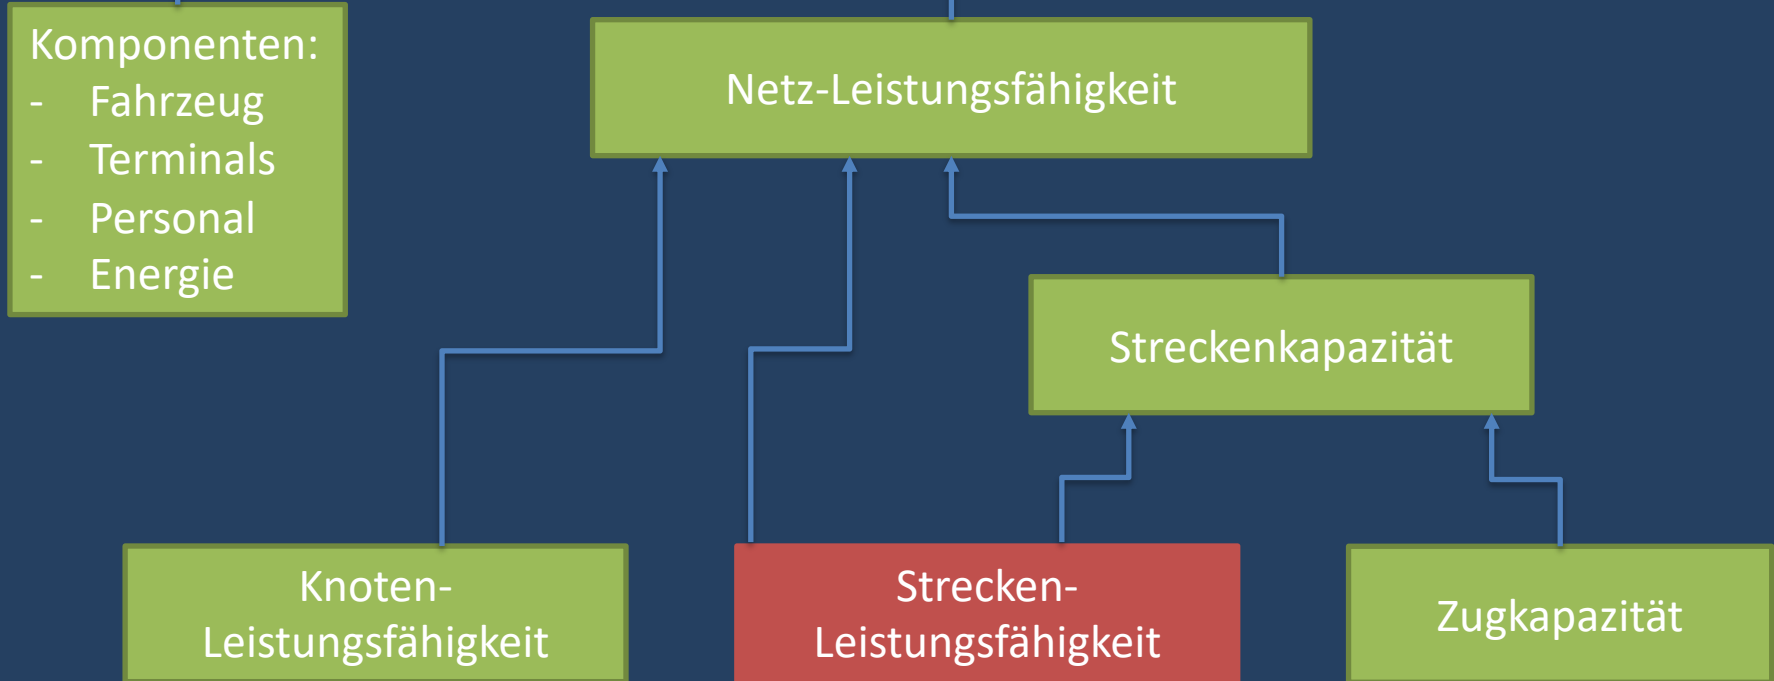 Komponenten:
- Fahrzeug
- Terminals
- Personal
- Energie
Netz-Leistungsfähigkeit
Streckenkapazität
Knoten-
Leistungsfähigkeit
Strecken-
Leistungsfähigkeit
Zugkapazität